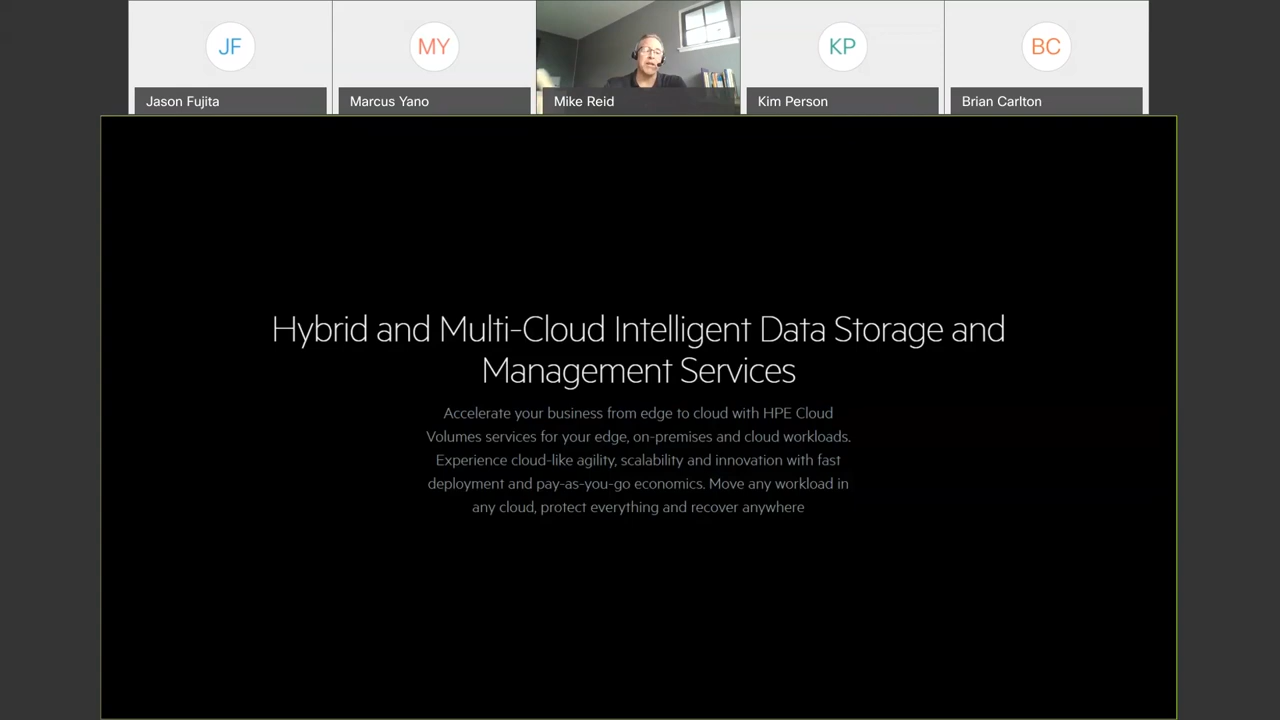 JF
MY
KP
BC
Jason Fujita
Marcus Yano
Mike Reid
Kim Person
Brian Carlton
Hybrid and Multi-Cloud Intelligent Data Storage and
Management Services
Accelerate your business from edge to cloud with HPE Cloud
Volumes services for your edge, on-premises and cloud workloads.
Experience cloud-like agility, scalability and innovation with fast
deployment and pay-as-you-go economics. Move any workload in
any cloud, protect everything and recover anywhere